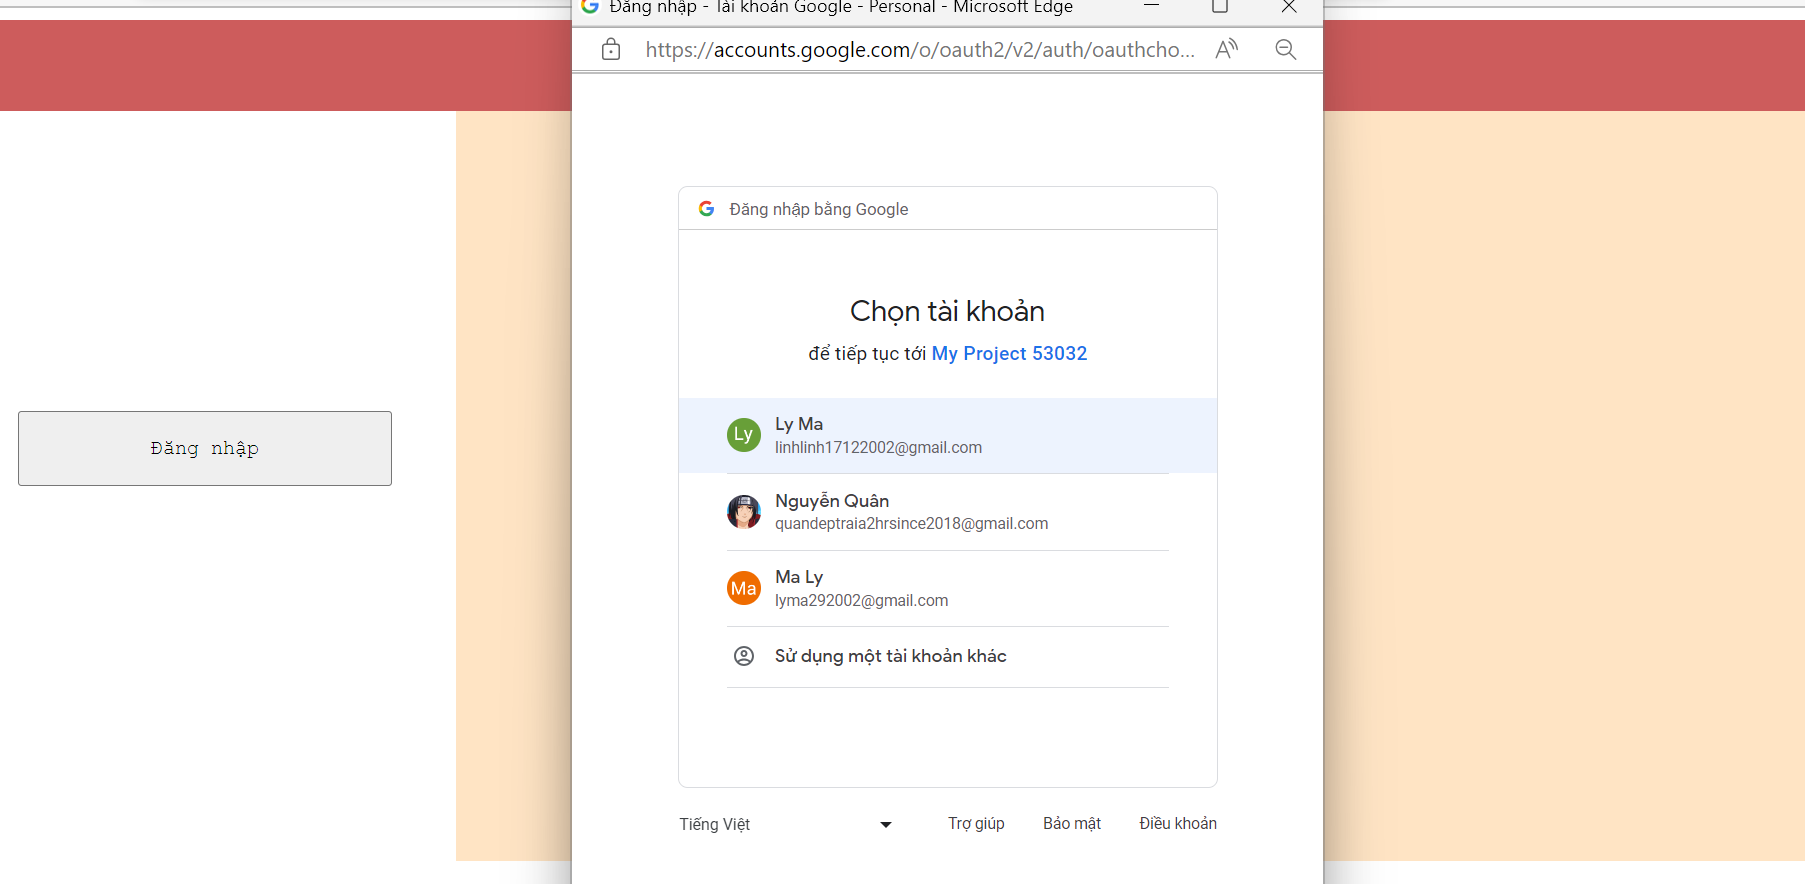 Đăng nhập - Tài khoản Google - Personal - Microsoft Edge
https://accounts.google.com/o/oauth2/v2/auth/oauthcho...
Đăng nhập bằng Google
Chọn tài khoản
để tiếp tục tới My Project 53032
Ly
Ly Ma
linhlinh17122002@gmail.com
Nguyễn Quân
quandeptraia2hrsince2018@gmail.com
Ma
Ma Ly
lyma292002@gmail.com
Sử dụng một tài khoản khác
Tiếng Việt
Trợ giúp
Bảo mật
Điều khoản
Đăng nhập